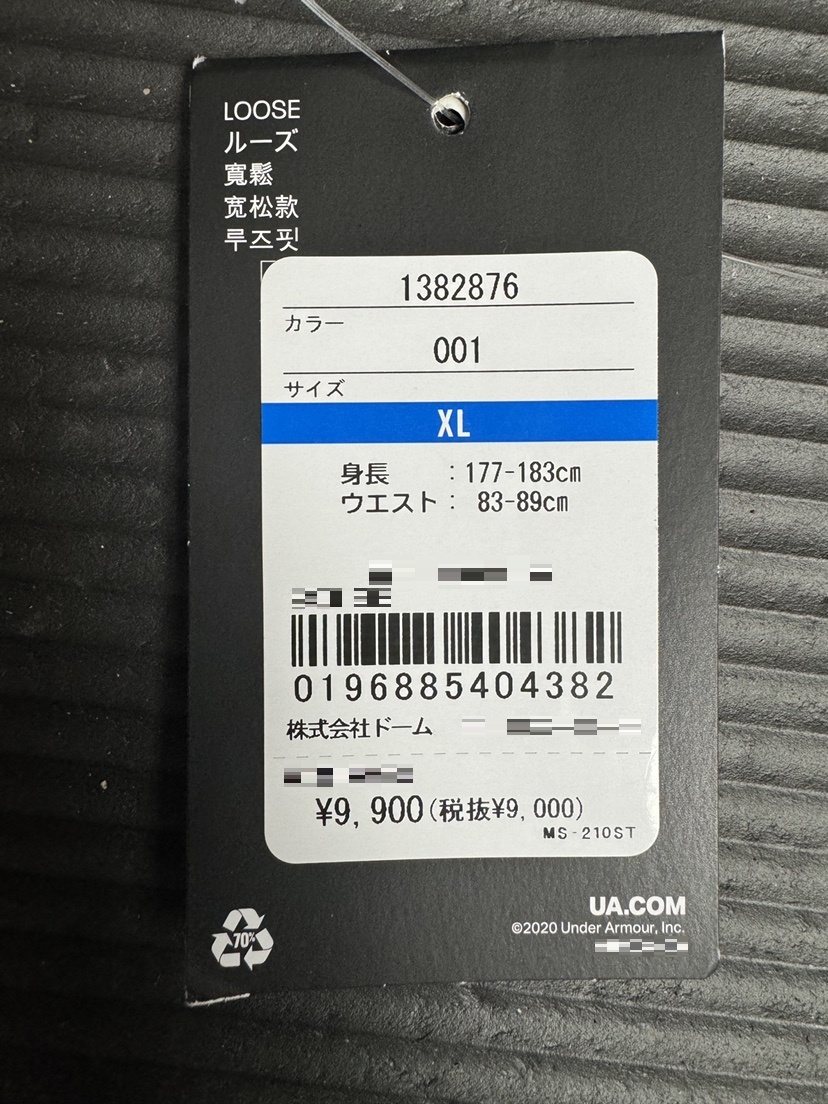 LOOSE
ルーズ
寬鬆
宽松款
루즈핏
1382876
カラー
001
サイズ
XL
身長 : 177-183cm
ウエスト : 83-89cm
0196885404382
株式会社ドーム
¥9,900(税抜¥9,000)
MS-210ST
70%
UA.COM
©2020 Under Armour, Inc.